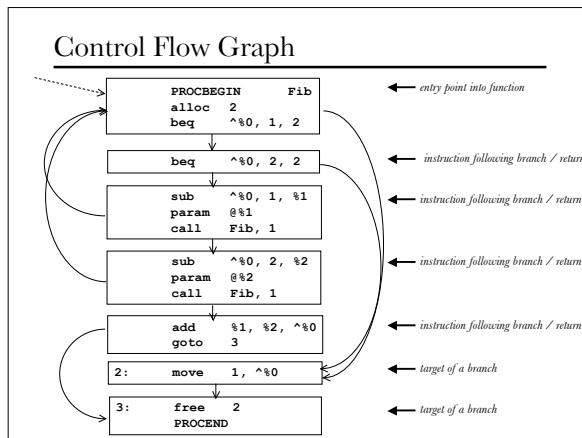 Control Flow Graph
PROCBEGIN Fib
alloc 2
beq ^%0, 1, 2
entry point into function
beq ^%0, 2, 2
instruction following branch / return
sub ^%0, 1, %1
param @%1
call Fib, 1
instruction following branch / return
sub ^%0, 2, %2
param @%2
call Fib, 1
instruction following branch / return
add %1, %2, ^%0
goto 3
instruction following branch / return
2: move 1, ^%0
target of a branch
3: free 2
PROCEND
target of a branch